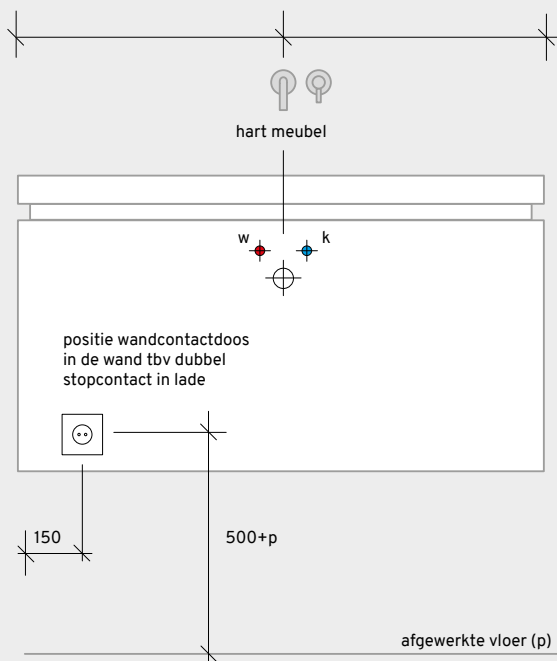 hart meubel
w
k
positie wandcontactdoos
in de wand tbv dubbel
stopcontact in lade
150
500+p
afgewerkte vloer (p)